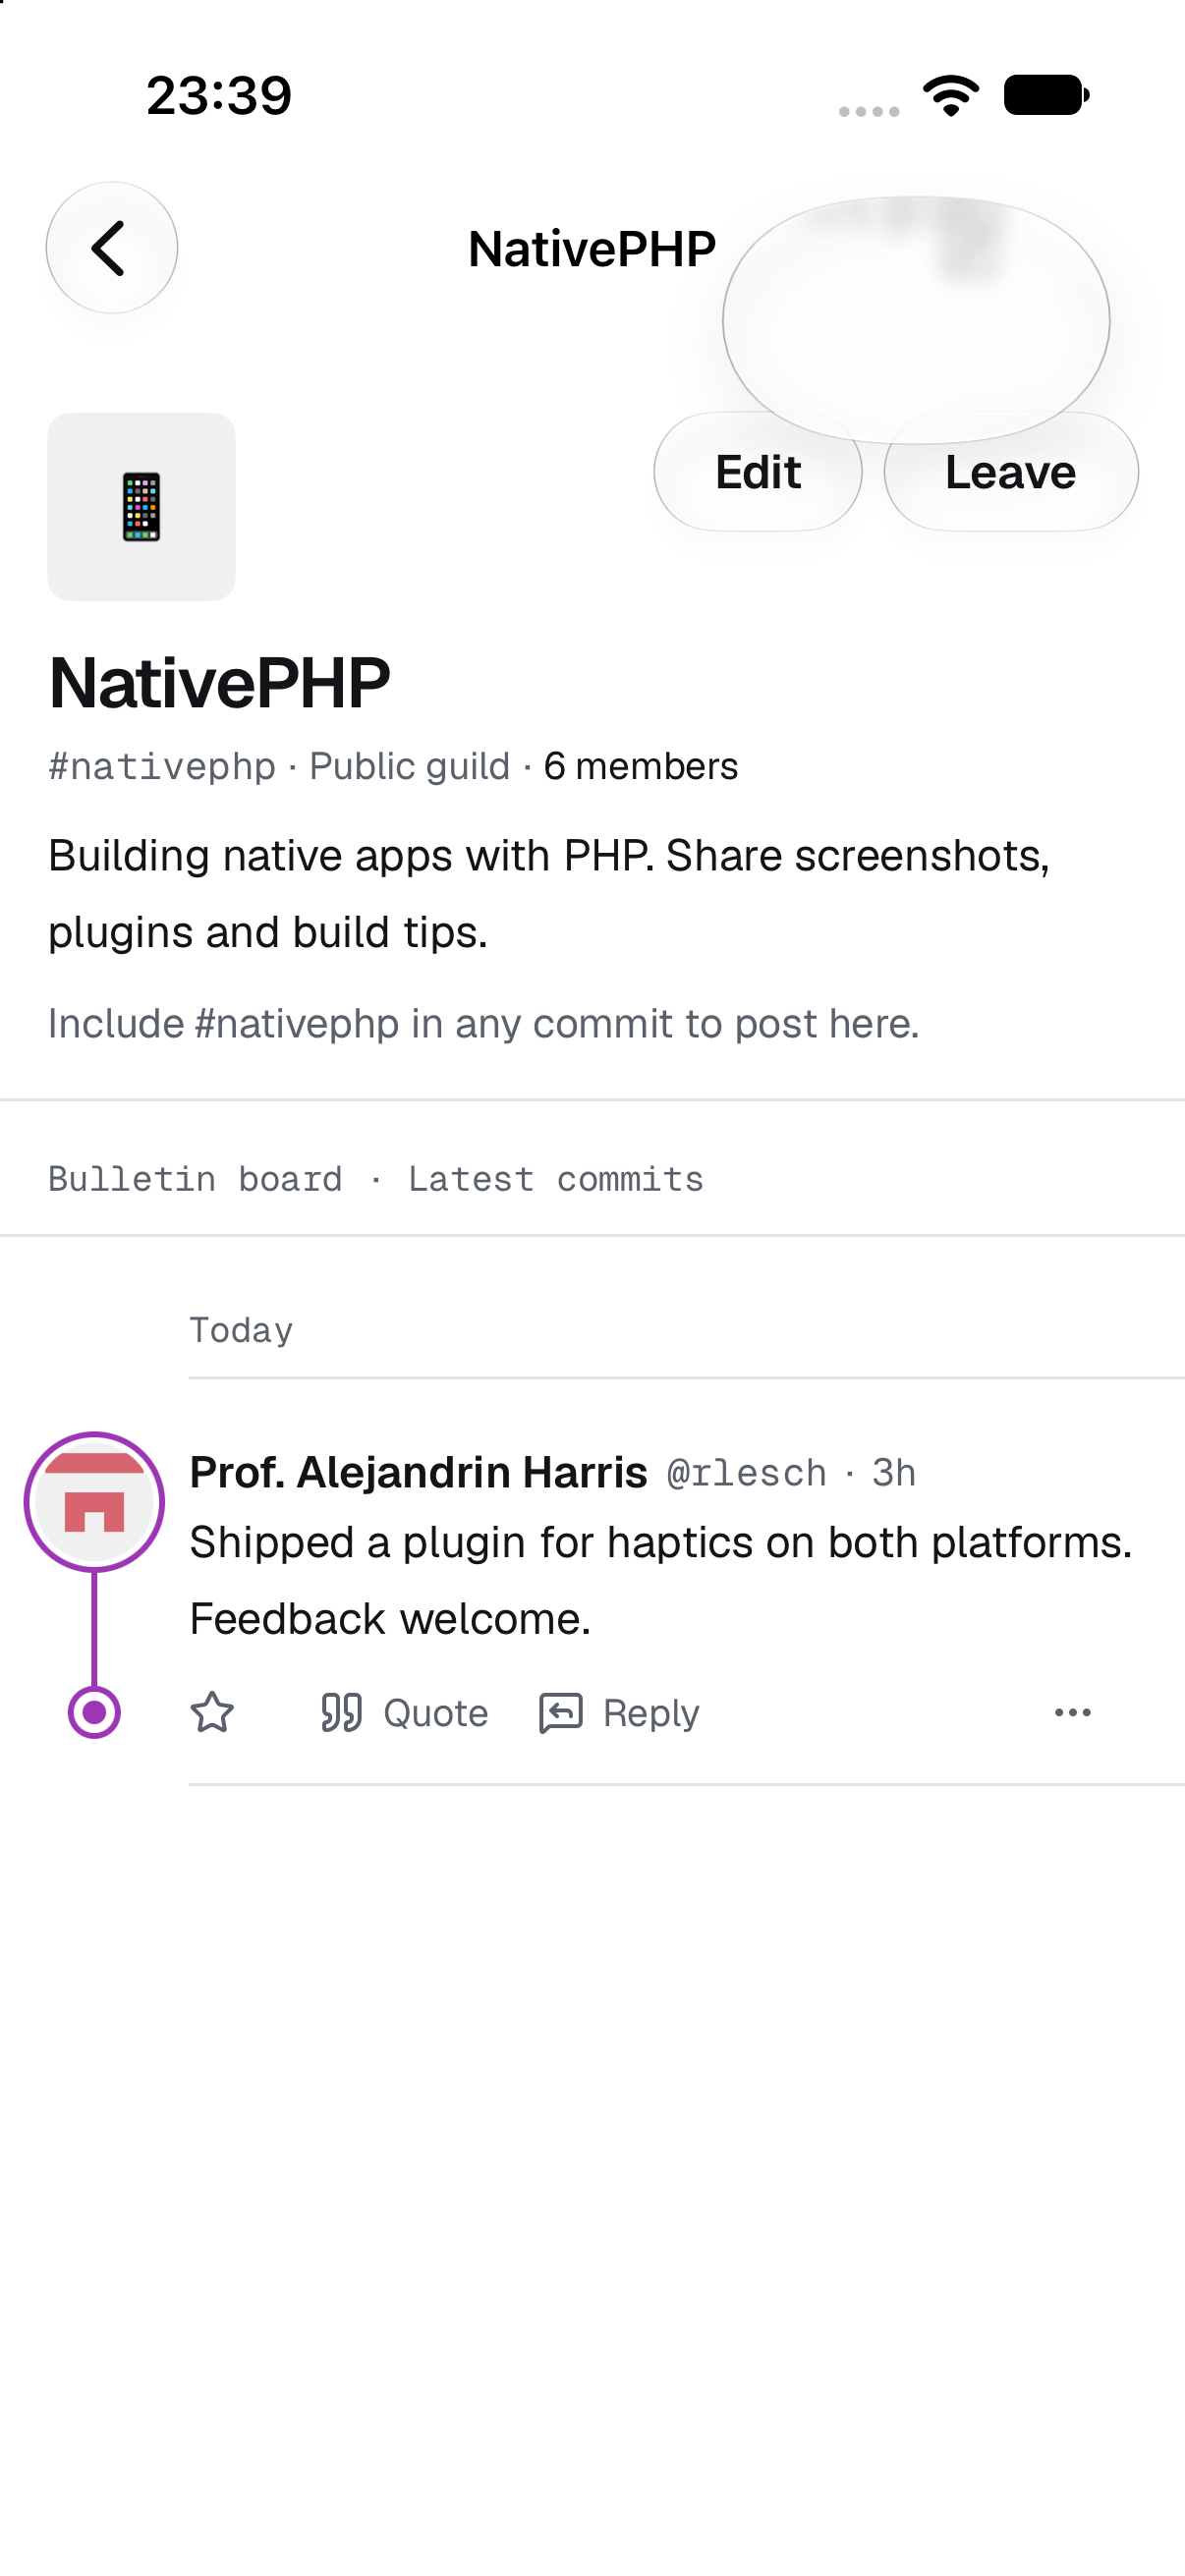 23:39
NativePHP
Edit
Leave
NativePHP
#nativephp · Public guild · 6 members
Building native apps with PHP. Share screenshots,
plugins and build tips.
Include #nativephp in any commit to post here.
Bulletin board · Latest commits
Today
Prof. Alejandrin Harris @rlesch · 3h
Shipped a plugin for haptics on both platforms.
Feedback welcome.
Quote
Reply